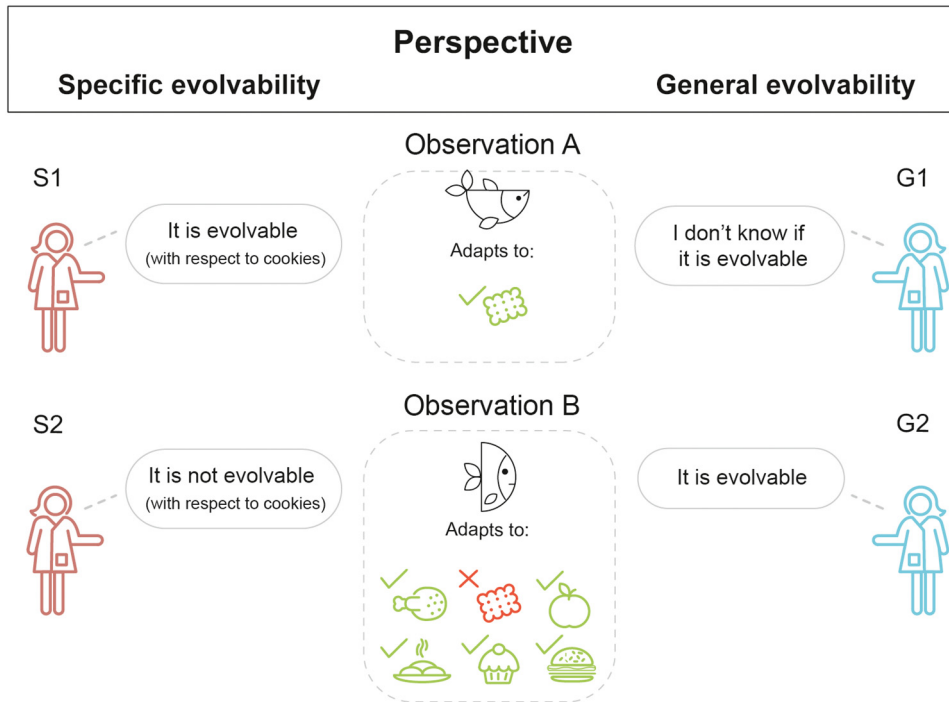 Perspective
Specific evolvability
General evolvability
Observation A
S1
G1
It is evolvable
(with respect to cookies)
Adapts to:
I don't know if
it is evolvable
Observation B
S2
G2
It is not evolvable
(with respect to cookies)
Adapts to:
It is evolvable